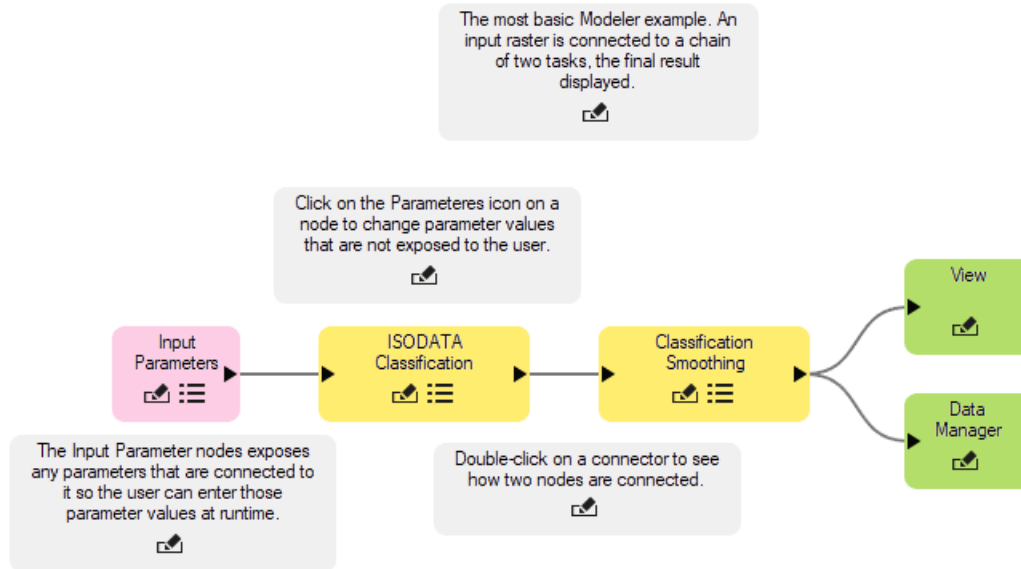 The most basic Modeler example. An
input raster is connected to a chain
of two tasks, the final result
displayed.
Click on the Parameteres icon on a
node to change parameter values
that are not exposed to the user.
View
Input
Parameters
ISODATA
Classification
Classification
Smoothing
Data
Manager
The Input Parameter nodes exposes
any parameters that are connected to
it so the user can enter those
parameter values at runtime.
Double-click on a connector to see
how two nodes are connected.